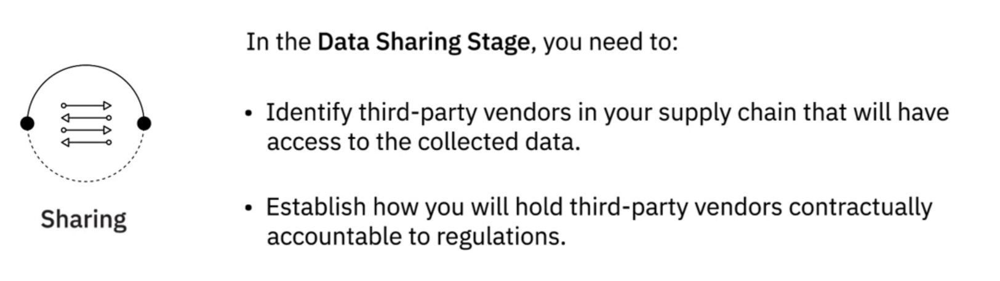 In the Data Sharing Stage, you need to:
• Identify third-party vendors in your supply chain that will have
access to the collected data.
• Establish how you will hold third-party vendors contractually
accountable to regulations.
Sharing